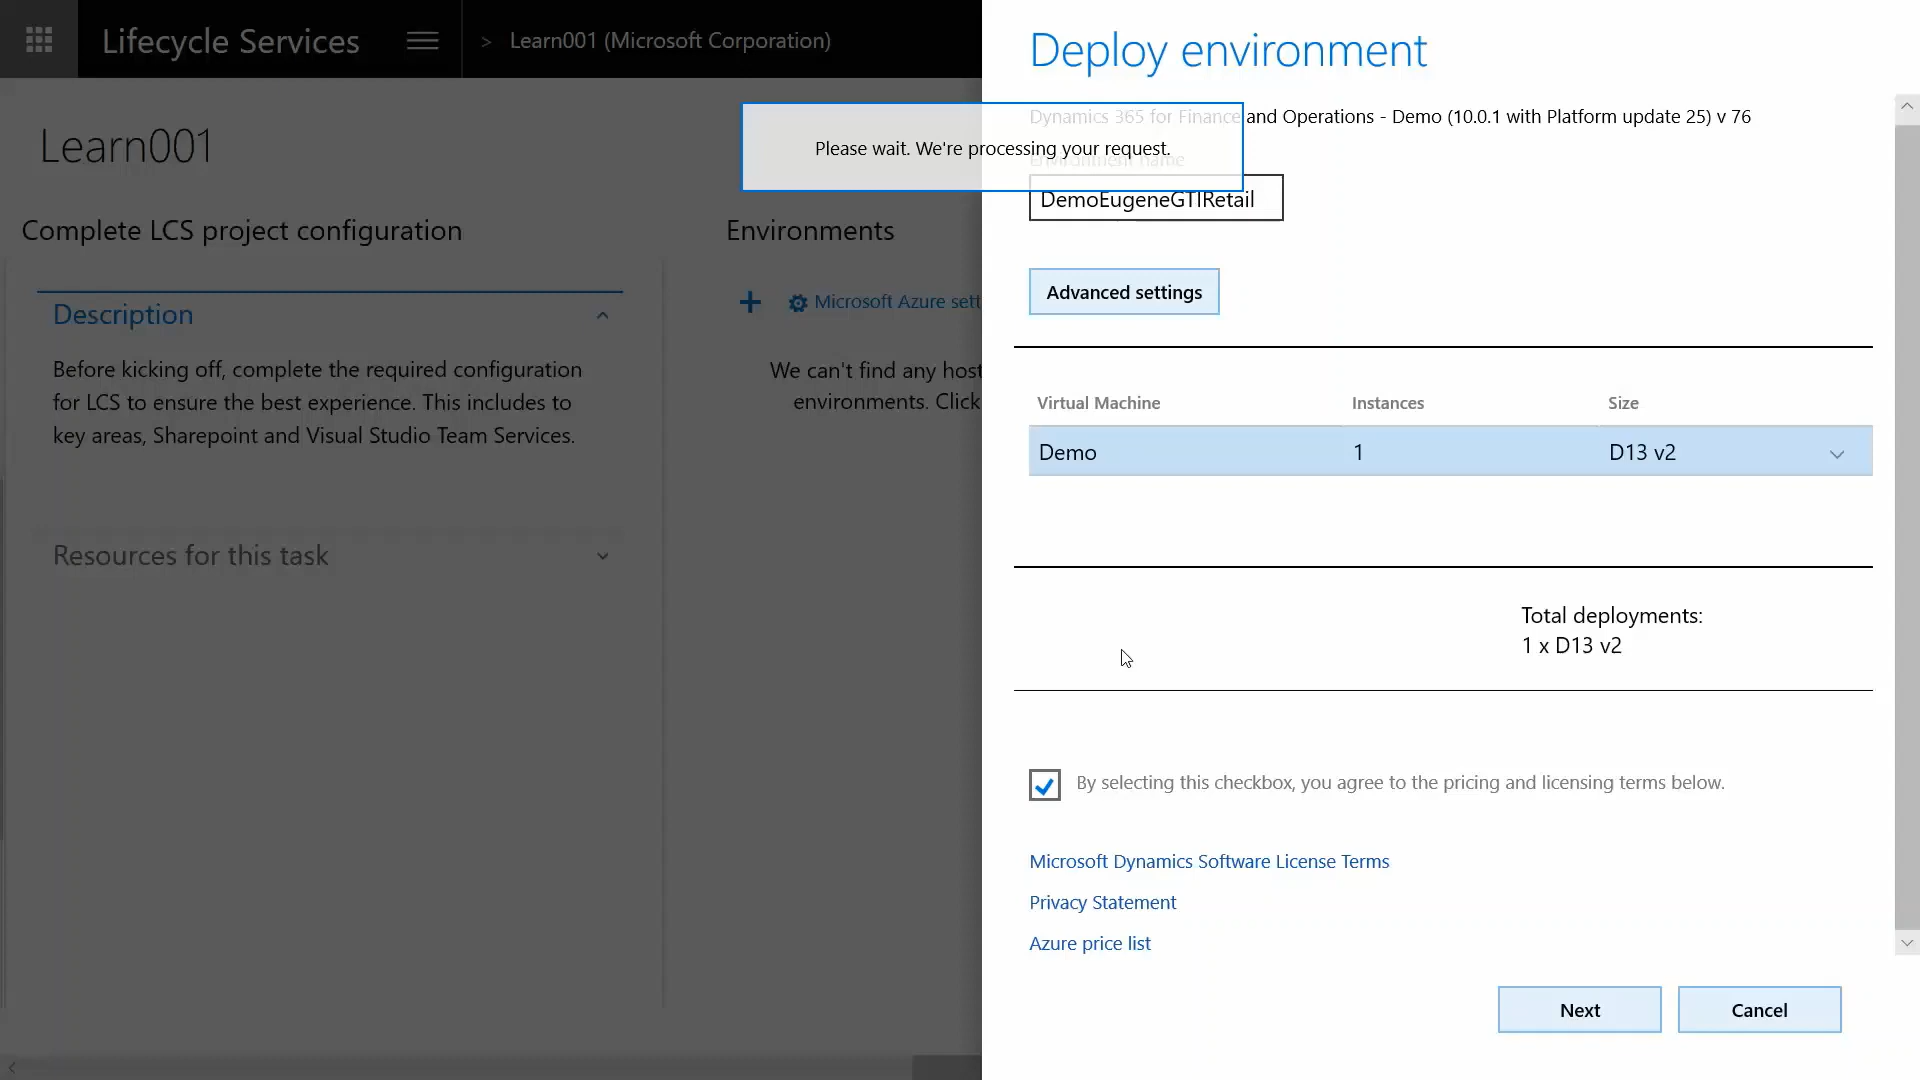 Lifecycle Services
> Learn001 (Microsoft Corporation)
Learn001
Complete LCS project configuration
Description
Before kicking off, complete the required configuration
for LCS to ensure the best experience. This includes to
key areas, Sharepoint and Visual Studio Team Services.
Resources for this task
Environments
+ Microsoft Azure sett
We can't find any host
environments. Click
Deploy environment
Dynamics 365 for Finance and Operations - Demo (10.0.1 with Platform update 25) v 76
Please wait. We're processing your request.
Environment name
DemoEugeneGTIRetail
Advanced settings
Virtual Machine Instances Size
Demo 1 D13 v2
Total deployments:
1 x D13 v2
By selecting this checkbox, you agree to the pricing and licensing terms below.
Microsoft Dynamics Software License Terms
Privacy Statement
Azure price list
Next Cancel